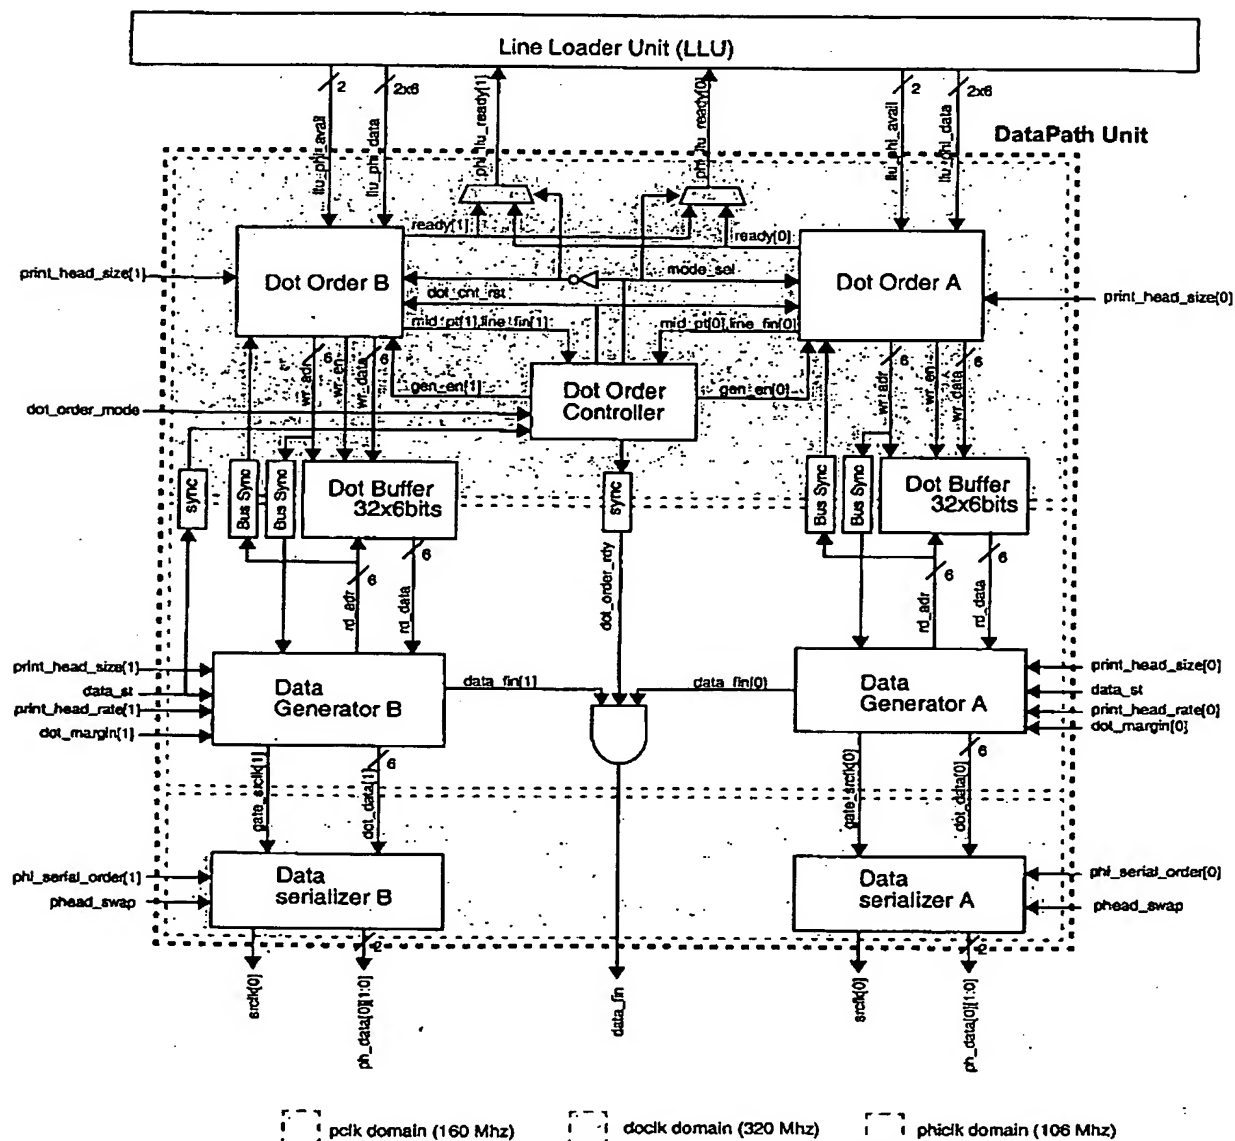 Line Loader Unit (LLU)
2
2x6
phi_llu_ready[1]
phi_llu_ready[0]
2
2x6
llu_phi_avail
llu_phi_data
llu_phi_avail
llu_phi_data
DataPath Unit
ready[1]
ready[0]
print_head_size[1]
Dot Order B
mode_sel
Dot Order A
dot_cnt_rst
print_head_size[0]
mid_pt[1],line_fin[1]
mid_pt[0],line_fin[0]
6
wr_adr
wr_en
6
wr_data
gen_en[1]
Dot Order
Controller
gen_en[0]
6
wr_adr
wr_en
6
wr_data
dot_order_mode
sync
Bus Sync
Bus Sync
Dot Buffer
32x6bits
sync
Bus Sync
Bus Sync
Dot Buffer
32x6bits
6
rd_adr
6
rd_data
dot_order_rdy
6
rd_adr
6
rd_data
print_head_size[1]
data_st
print_head_rate[1]
dot_margin[1]
Data
Generator B
data_fin[1]
data_fin[0]
Data
Generator A
print_head_size[0]
data_st
print_head_rate[0]
dot_margin[0]
gate_srclk[1]
6
dot_data[1]
gate_srclk[0]
6
dot_data[0]
phi_serial_order[1]
phead_swap
Data
serializer B
Data
serializer A
phi_serial_order[0]
phead_swap
2
2
srclk[0]
ph_data[0][1:0]
data_fin
srclk[0]
ph_data[0][1:0]
pclk domain (160 Mhz)
doclk domain (320 Mhz)
phiclk domain (106 Mhz)